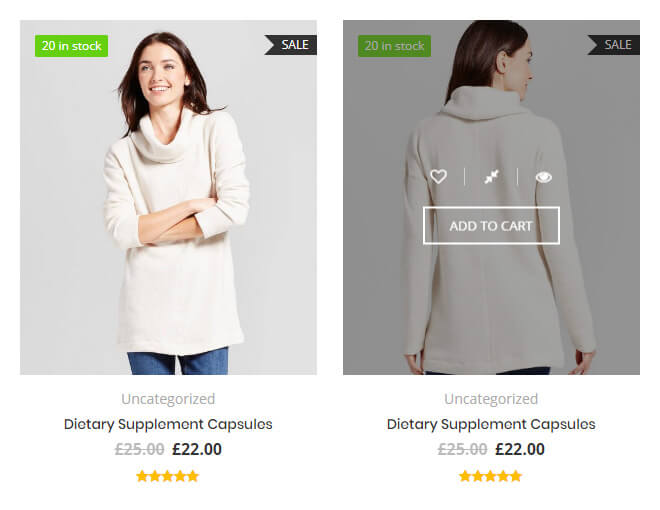 20 in stock
SALE
Uncategorized
Dietary Supplement Capsules
£25.00 £22.00
20 in stock
SALE
ADD TO CART
Uncategorized
Dietary Supplement Capsules
£25.00 £22.00